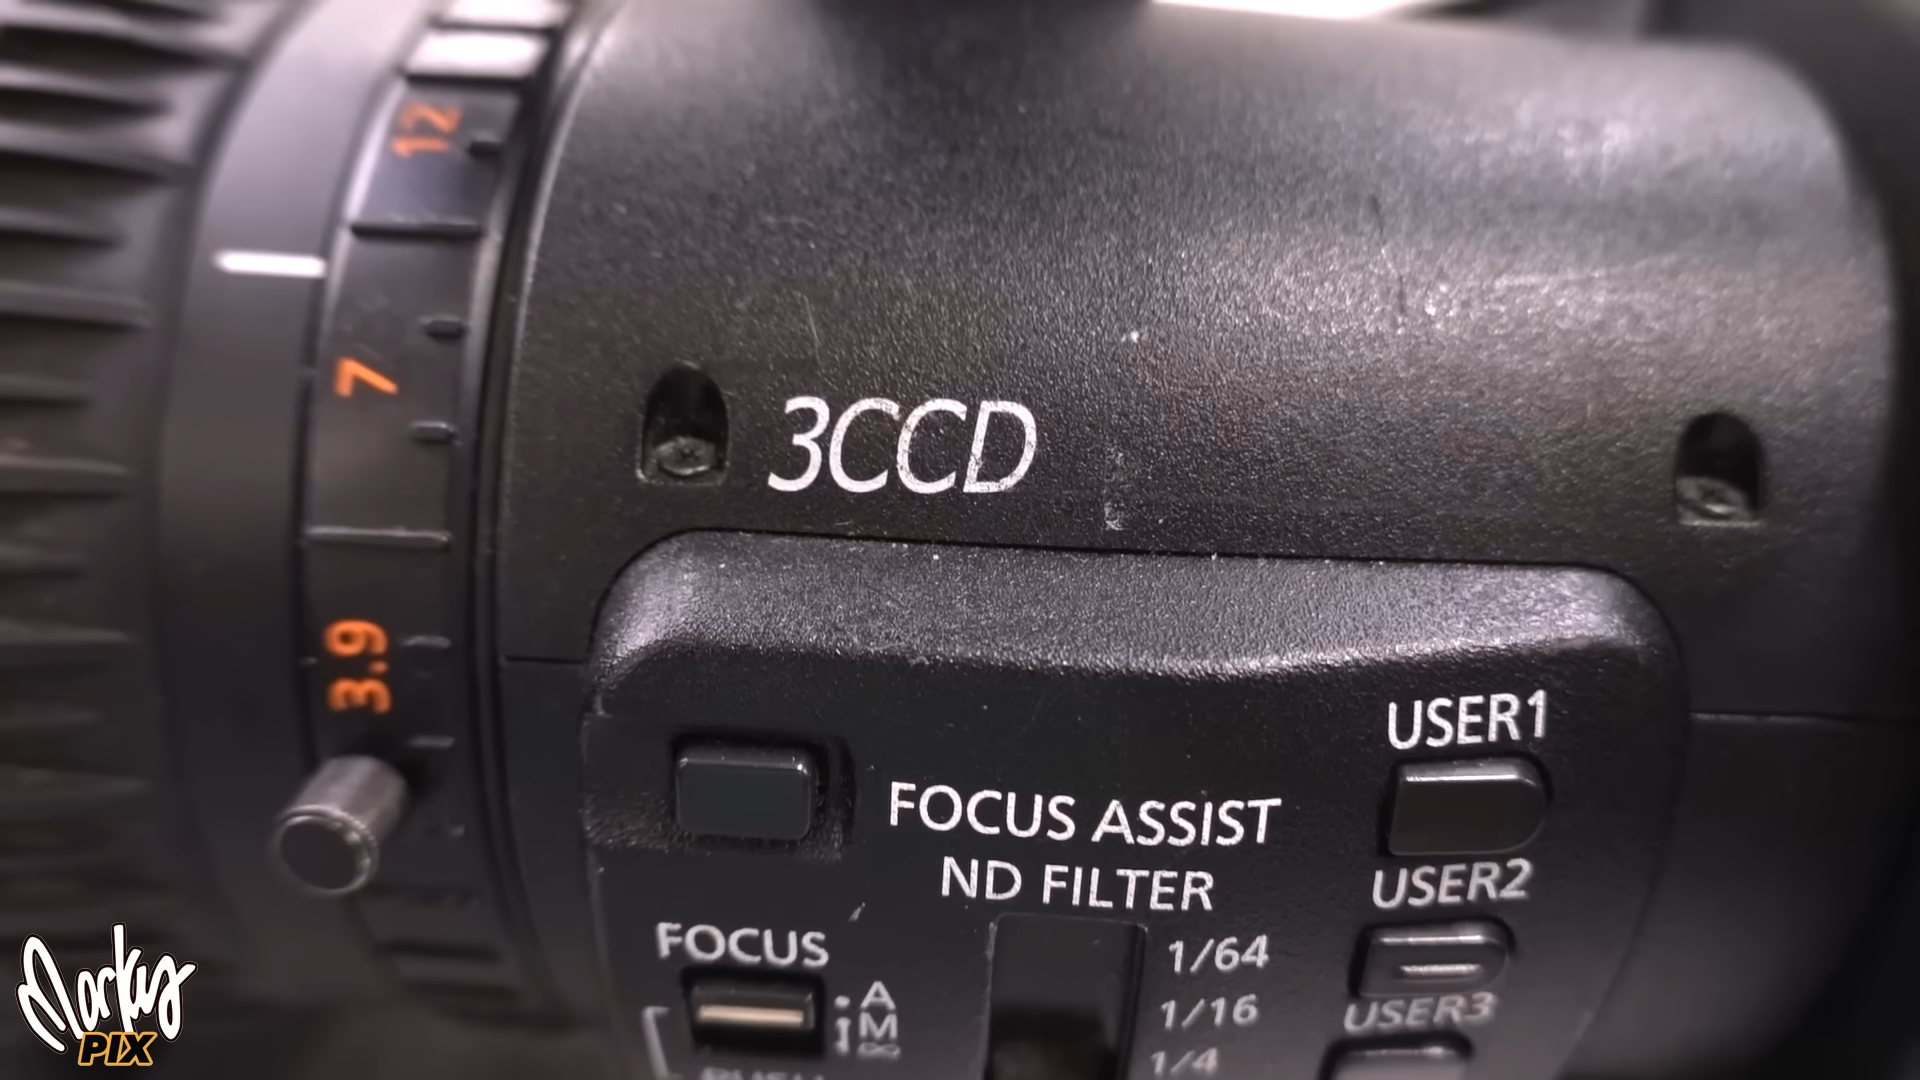 12
7
3.9
3CCD
USER1
FOCUS ASSIST
ND FILTER
USER2
FOCUS
1/64
A
1/16
USER3
M
∞
1/4
PIX